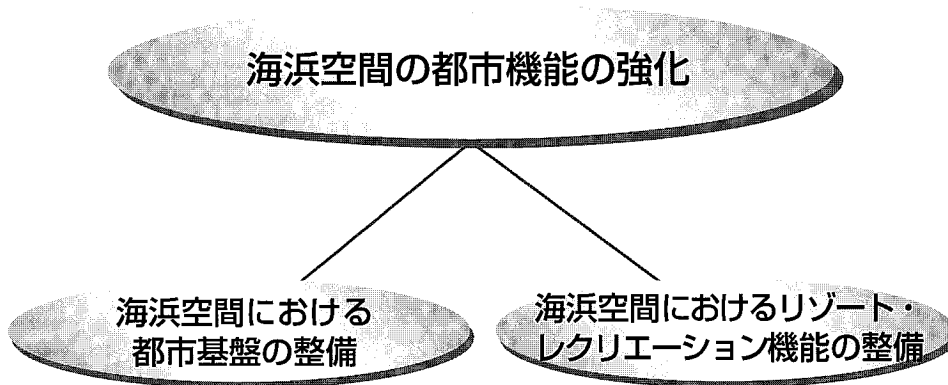 海浜空間の都市機能の強化
海浜空間における
都市基盤の整備
海浜空間におけるリゾート・
レクリエーション機能の整備